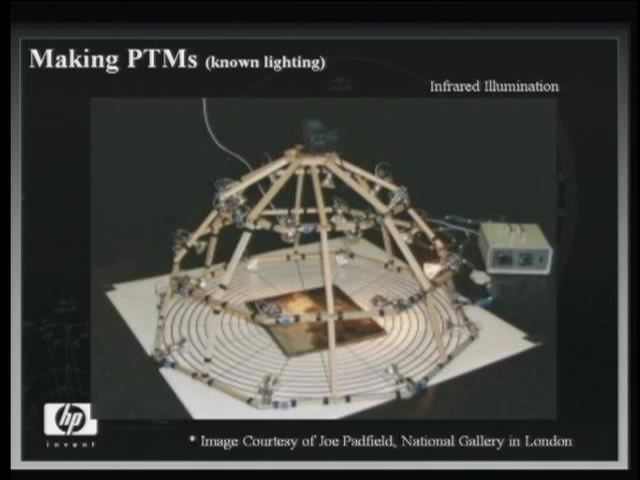 Making PTMs (known lighting)
Infrared Illumination
hp
invent
* Image Courtesy of Joe Padfield, National Gallery in London